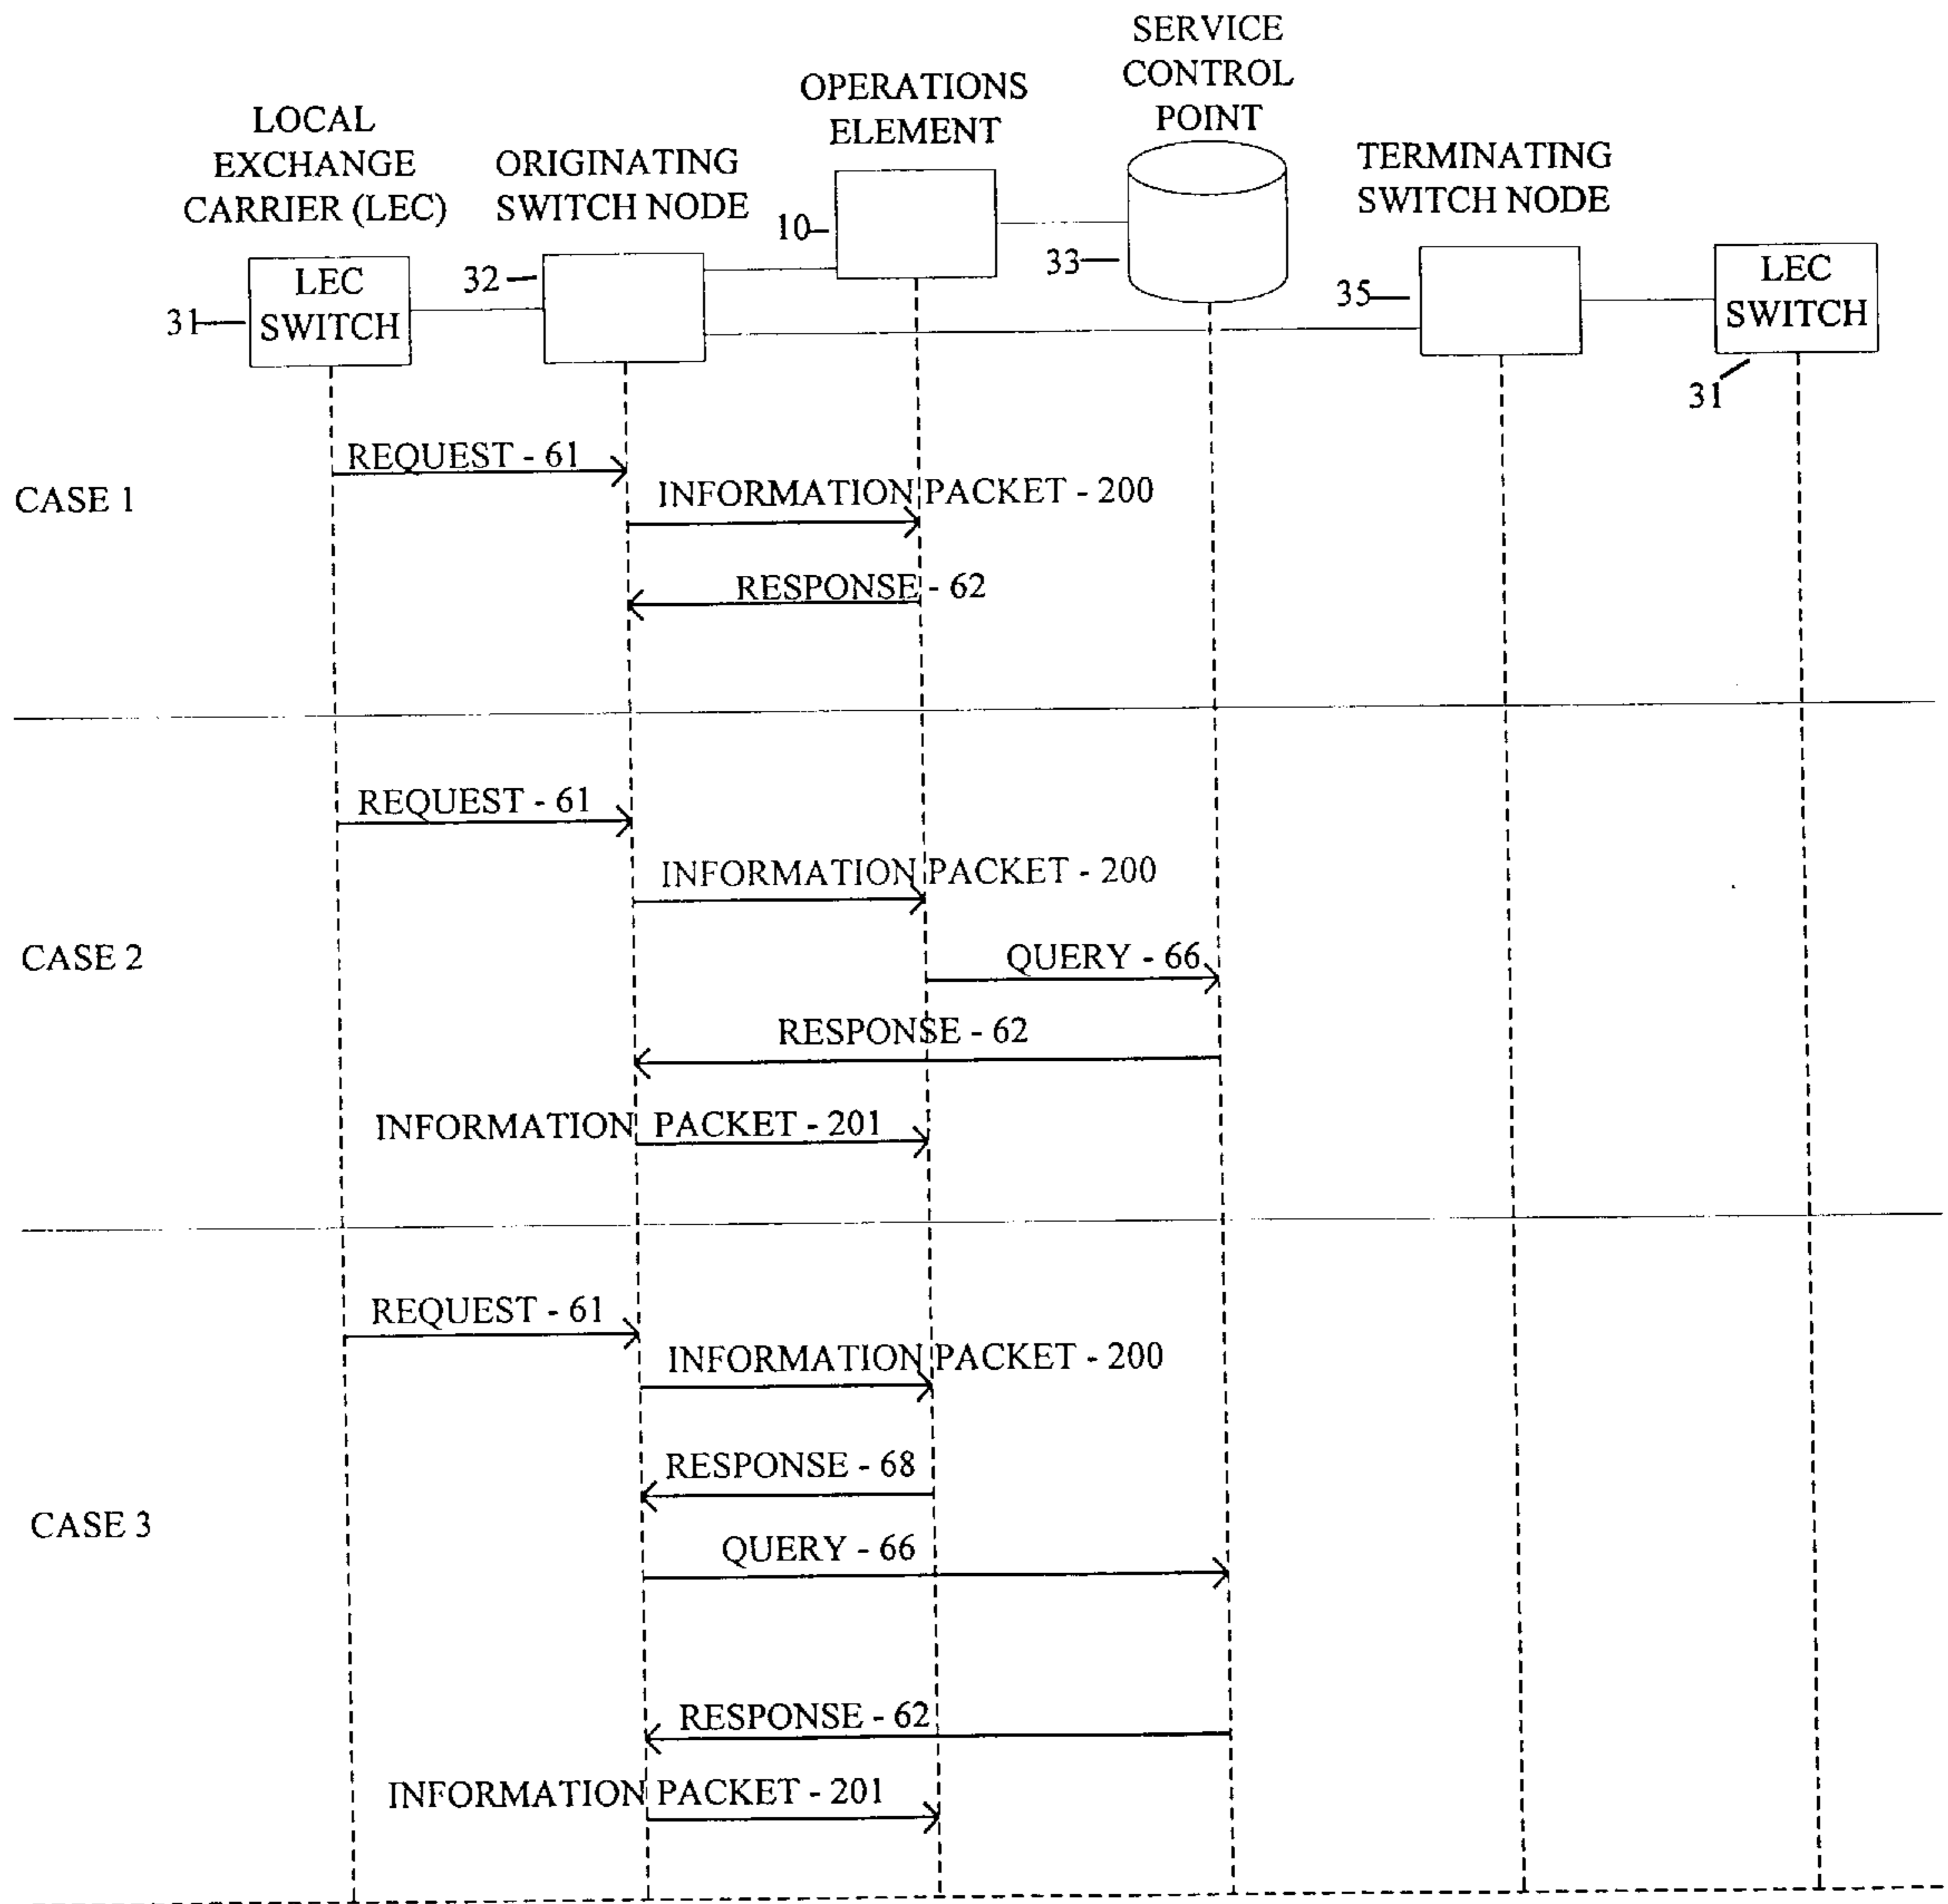 SERVICE
CONTROL
POINT
OPERATIONS
ELEMENT
LOCAL
EXCHANGE
CARRIER (LEC)
ORIGINATING
SWITCH NODE
TERMINATING
SWITCH NODE
10
33
32
35
31
LEC
SWITCH
LEC
SWITCH
31
CASE 1
REQUEST - 61
INFORMATION PACKET - 200
RESPONSE - 62
CASE 2
REQUEST - 61
INFORMATION PACKET - 200
QUERY - 66
RESPONSE - 62
INFORMATION PACKET - 201
CASE 3
REQUEST - 61
INFORMATION PACKET - 200
RESPONSE - 68
QUERY - 66
RESPONSE - 62
INFORMATION PACKET - 201